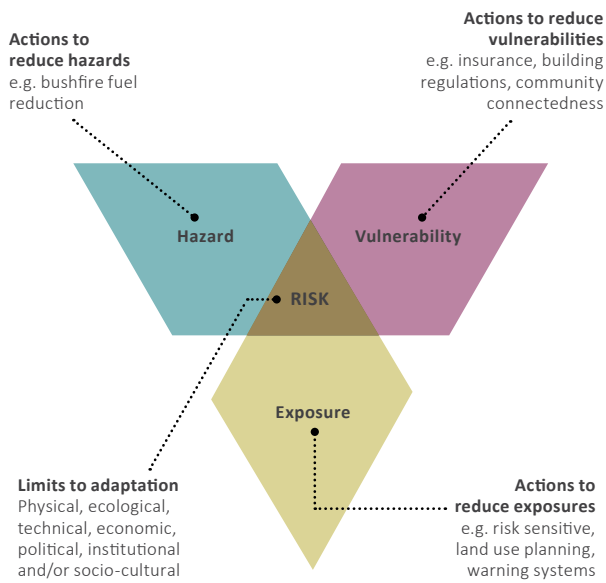 Actions to
reduce hazards
e.g. bushfire fuel
reduction
Actions to reduce
vulnerabilities
e.g. insurance, building
regulations, community
connectedness
Hazard
Vulnerability
RISK
Exposure
Limits to adaptation
Physical, ecological,
technical, economic,
political, institutional
and/or socio-cultural
Actions to
reduce exposures
e.g. risk sensitive,
land use planning,
warning systems